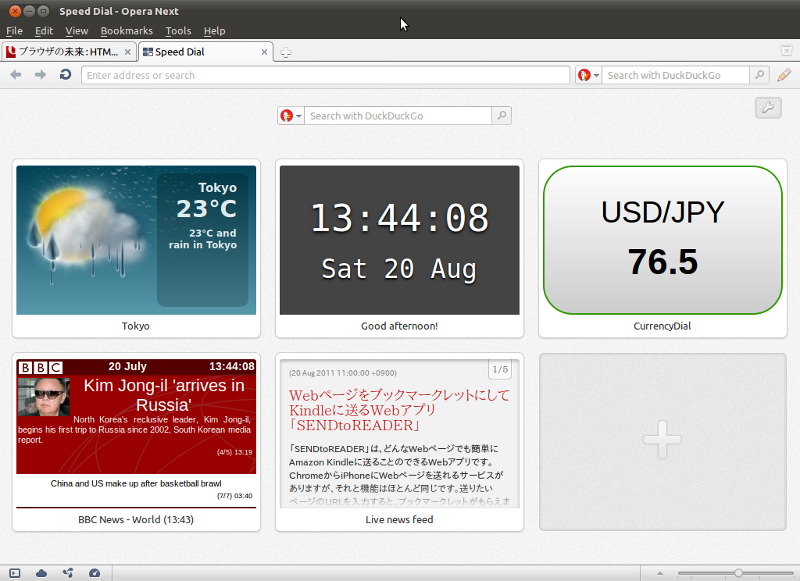 Speed Dial - Opera Next
File Edit View Bookmarks Tools Help
ブラウザの未来：HTM...
Speed Dial
Enter address or search
Search with DuckDuckGo
Search with DuckDuckGo
Tokyo
23°C
23°C and
rain in Tokyo
Tokyo
13:44:08
Sat 20 Aug
Good afternoon!
USD/JPY
76.5
CurrencyDial
BBC 20 July 13:44:08
Kim Jong-il 'arrives in
Russia'
North Korea's reclusive leader, Kim Jong-il,
begins his first trip to Russia since 2002, South Korean media
report.
(4/5) 13:19
China and US make up after basketball brawl
(7/7) 03:40
BBC News - World (13:43)
(20 Aug 2011 11:00:00 +0900)
1/5
Webページをブックマークレットにして
Kindleに送るWebアプリ
「SENDtoREADER」
「SENDtoREADER」は、どんなWebページでも簡単に
Amazon Kindleに送ることのできるWebアプリです。
ChromeからiPhoneにWebページを送れるサービスが
ありますが、それと機能はほとんど同じです。送りたい
ページのURLを入力すると、ブックマークレットがもらえま
Live news feed